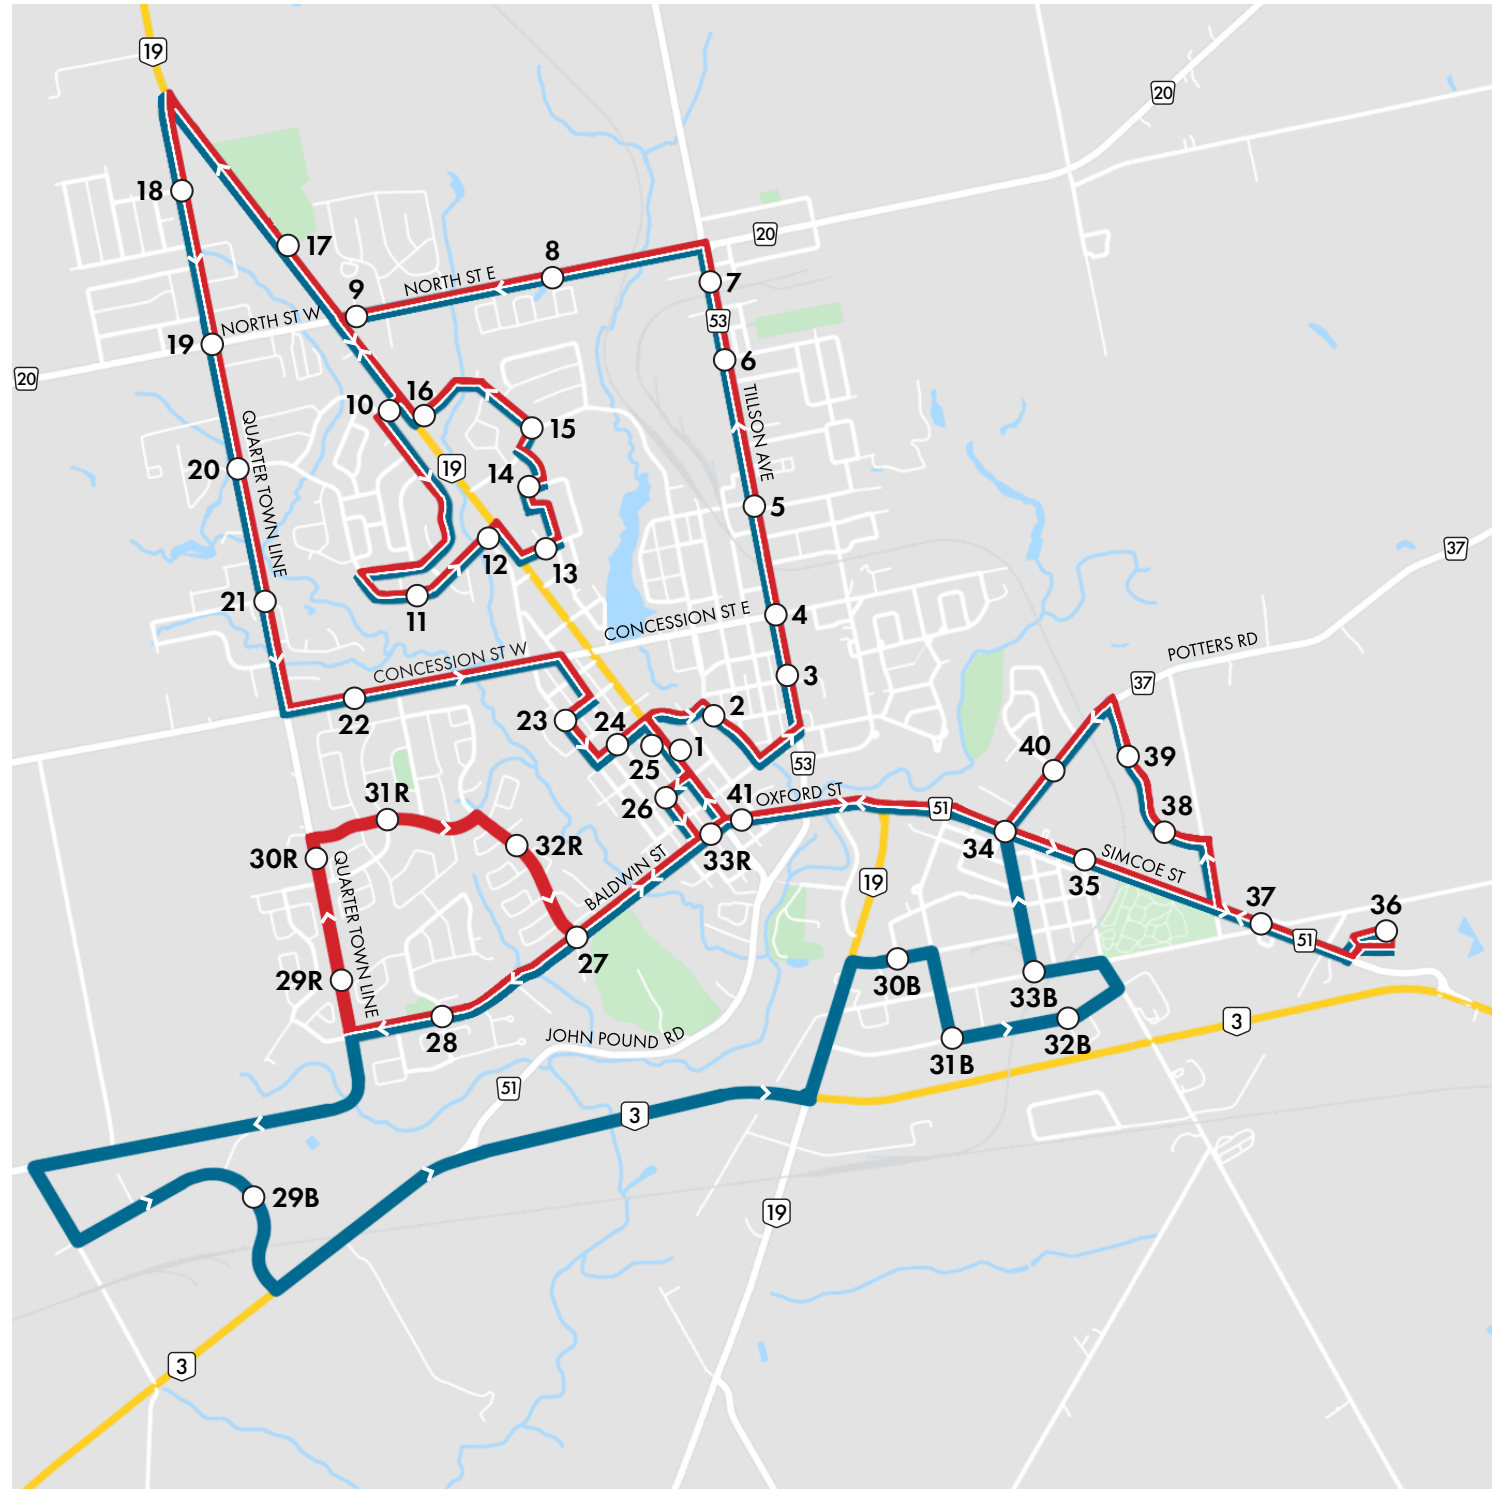 19
20
18
17
20
8
7
NORTH ST E
9
53
NORTH ST W
19
6
20
10
16
TILLSON AVE
15
QUARTER TOWN LINE
19
20
14
5
37
12
13
21
11
4
CONCESSION ST E
POTTERS RD
CONCESSION ST W
3
37
22
23
24
2
25
1
53
40
39
31R
26
41
OXFORD ST
51
38
30R
32R
33R
34
35
SIMCOE ST
BALDWIN ST
19
QUARTER TOWN LINE
37
36
51
27
29R
30B
33B
28
JOHN POUND RD
31B
32B
3
51
3
29B
19
3